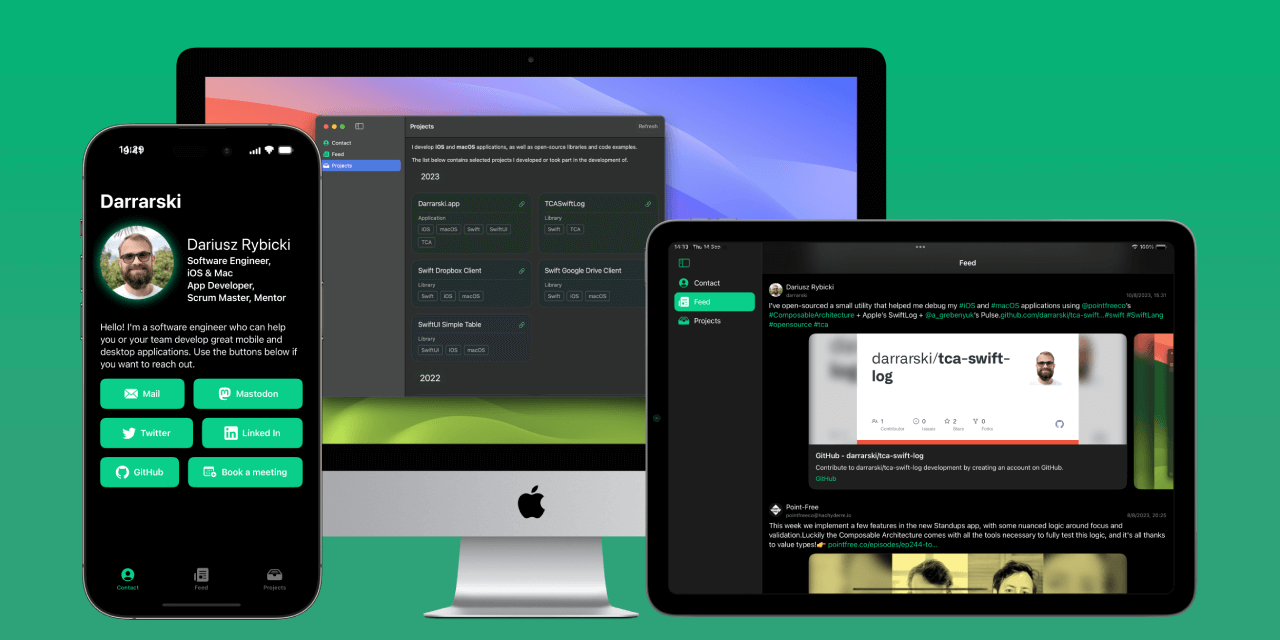 14:29
Darrarski
Dariusz Rybicki
Software Engineer,
iOS & Mac
App Developer,
Scrum Master, Mentor
Hello! I'm a software engineer who can help
you or your team develop great mobile and
desktop applications. Use the buttons below if
you want to reach out.
Mail
Mastodon
Twitter
Linked In
GitHub
Book a meeting
Contact
Feed
Projects
Contact
Feed
Projects
Projects
Refresh
I develop iOS and macOS applications, as well as open-source libraries and code examples.
The list below contains selected projects I developed or took part in the development of.
2023
Darrarski.app
Application
iOS macOS Swift SwiftUI
TCA
TCASwiftLog
Library
Swift TCA
Swift Dropbox Client
Library
Swift iOS macOS
Swift Google Drive Client
Library
Swift iOS macOS
SwiftUI Simple Table
Library
SwiftUI iOS macOS
2022
14:13 Thu 14 Sep
100%
Contact
Feed
Projects
Feed
Dariusz Rybicki
darrarski
10/8/2023, 15:31
I've open-sourced a small utility that helped me debug my #iOS and #macOS applications using @pointfreeco's
#ComposableArchitecture + Apple's SwiftLog + @a_grebenyuk's Pulse.github.com/darrarski/tca-swift...#swift #SwiftLang
#opensource #tca
darrarski/tca-swift-
log
1
Contributor
0
Issues
2
Stars
0
Forks
GitHub - darrarski/tca-swift-log
Contribute to darrarski/tca-swift-log development by creating an account on GitHub.
GitHub
Point-Free
pointfreeco@hachyderm.io
This week we implement a few features in the new Standups app, with some nuanced logic around focus and
validation.Luckily the Composable Architecture comes with all the tools necessary to fully test this logic, and it's all thanks
to value types!👉 pointfree.co/episodes/ep244-to...